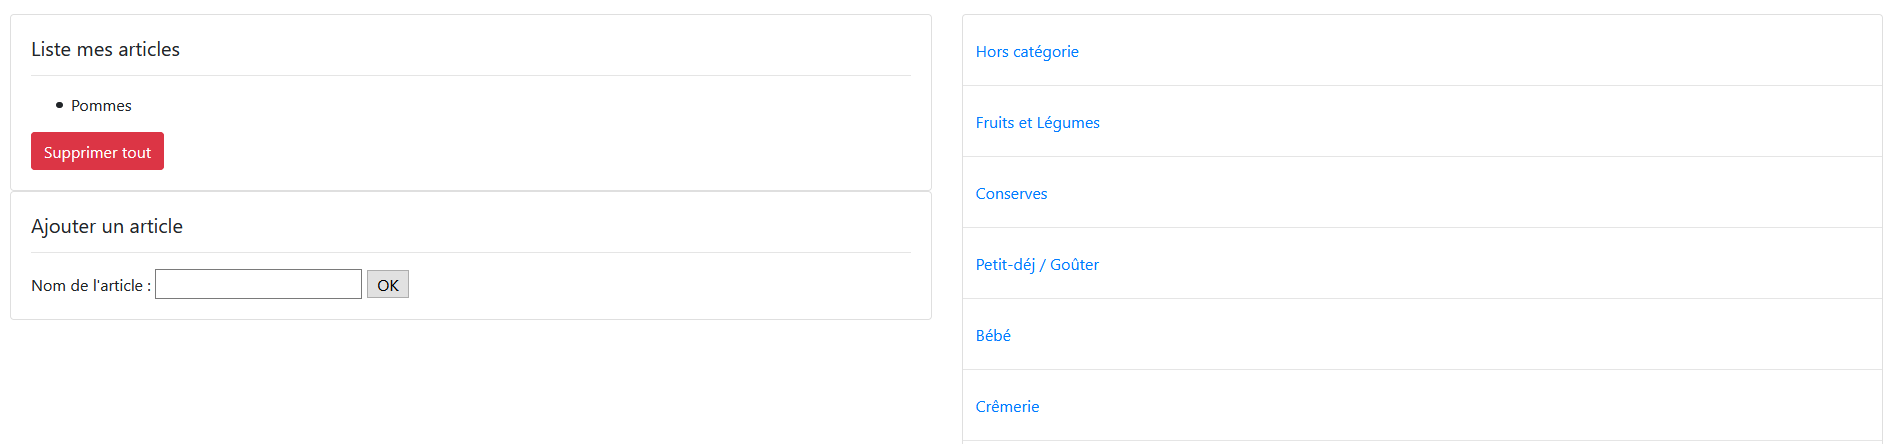 Liste mes articles
Pommes
Supprimer tout
Ajouter un article
Nom de l'article : OK
Hors catégorie
Fruits et Légumes
Conserves
Petit-déj / Goûter
Bébé
Crêmerie